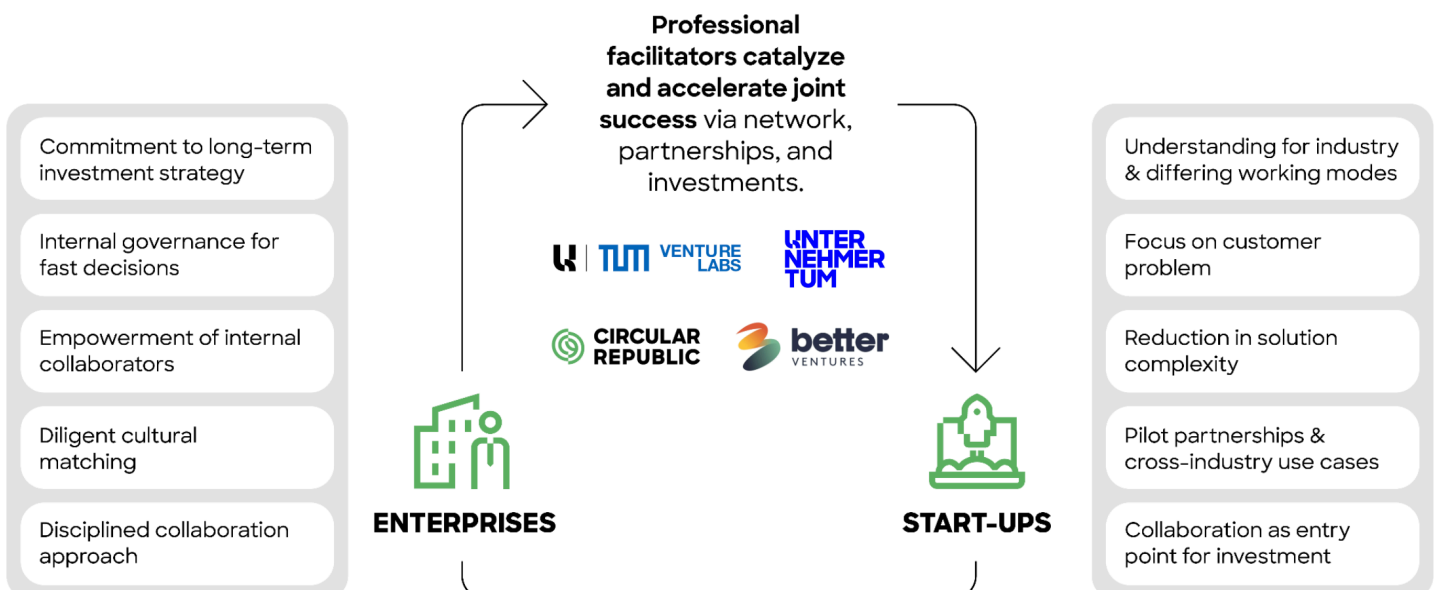 Professional
facilitators catalyze
and accelerate joint
success via network,
partnerships, and
investments.
Commitment to long-term
investment strategy
Internal governance for
fast decisions
Empowerment of internal
collaborators
Diligent cultural
matching
Disciplined collaboration
approach
U | TUM VENTURE
LABS
UNTER
NEHMER
TUM
CIRCULAR
REPUBLIC
better
VENTURES
ENTERPRISES
START-UPS
Understanding for industry
& differing working modes
Focus on customer
problem
Reduction in solution
complexity
Pilot partnerships &
cross-industry use cases
Collaboration as entry
point for investment